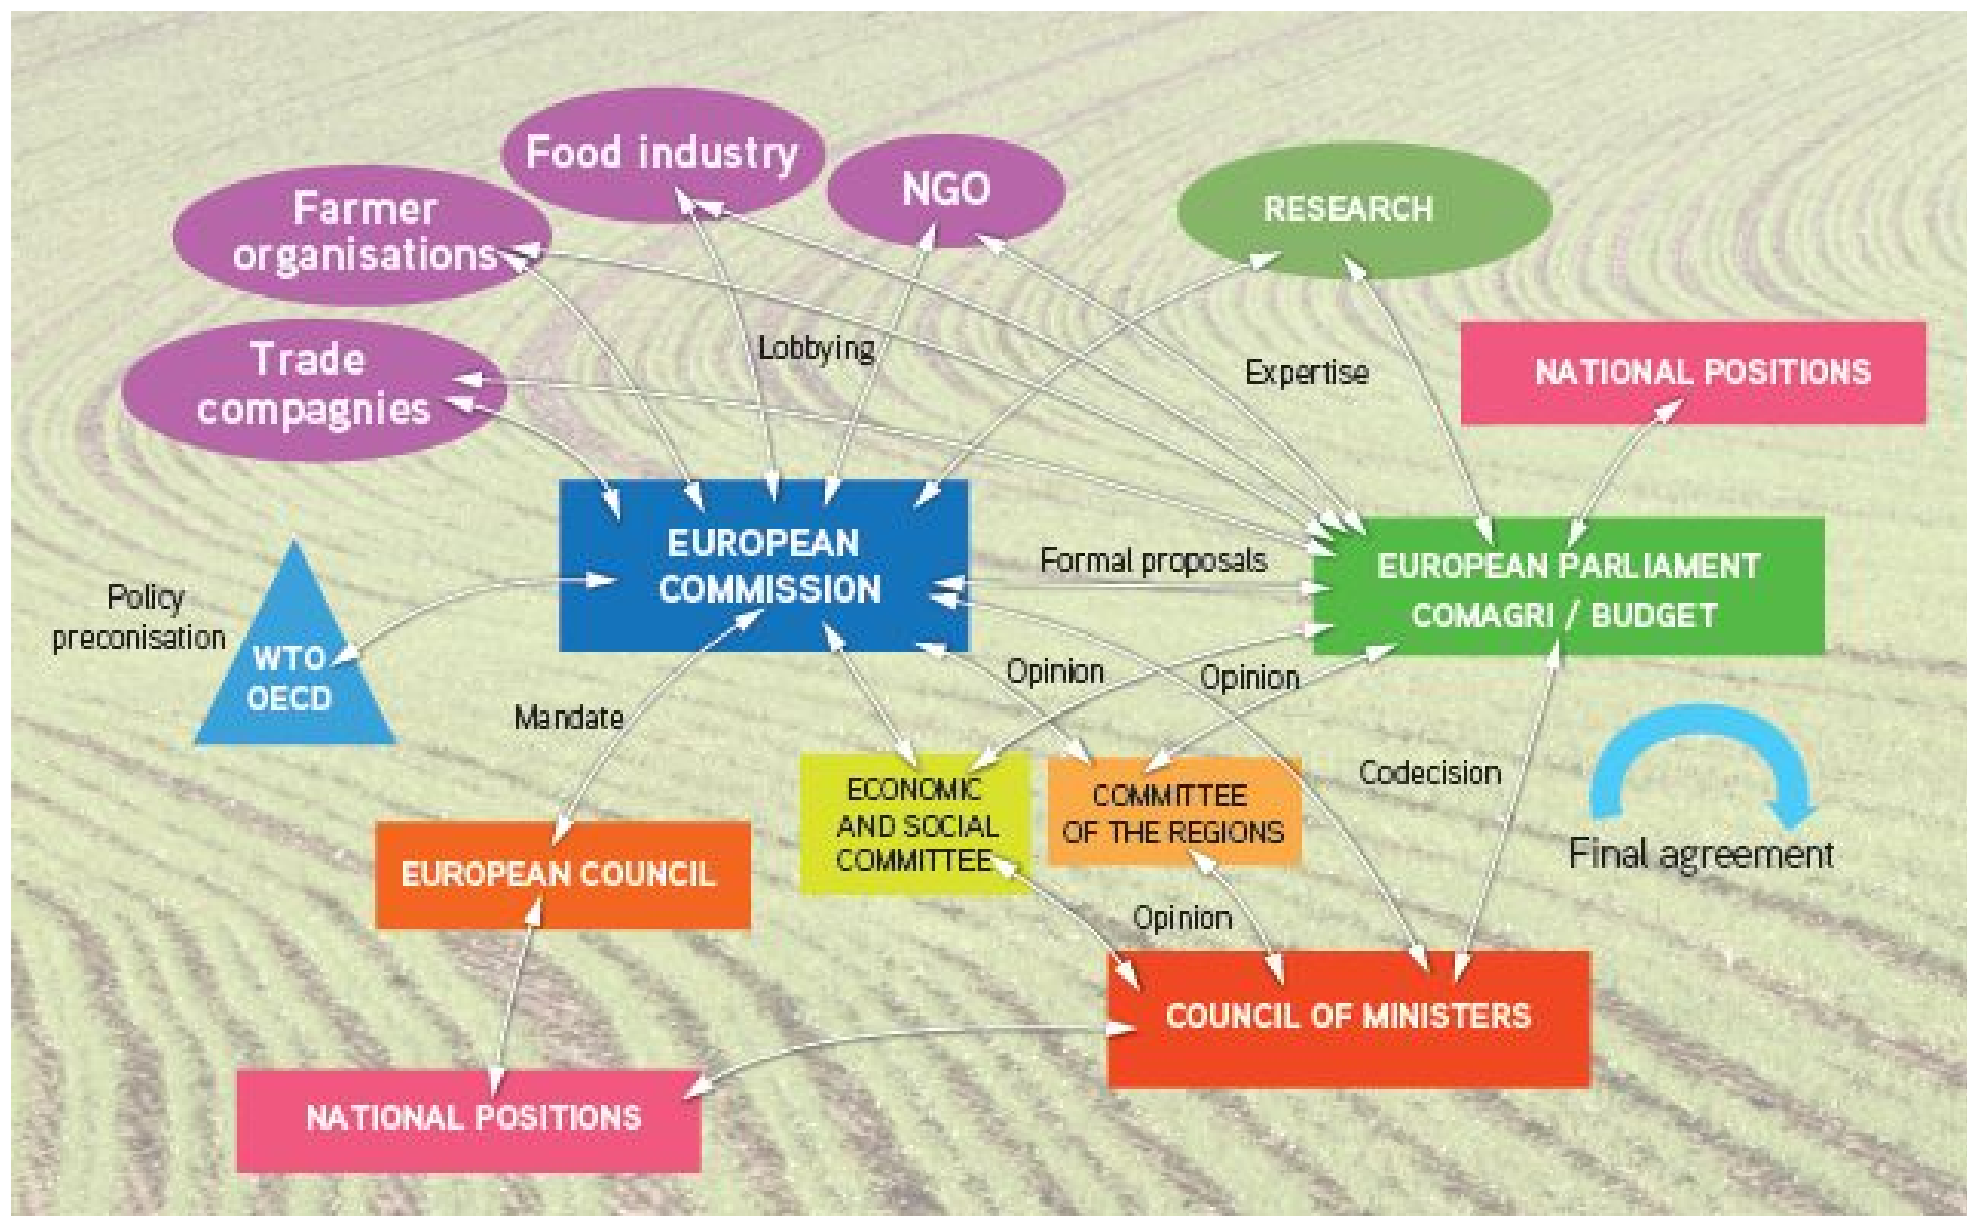 Food industry
NGO
RESEARCH
Farmer
organisations
Trade
compagnies
Lobbying
Expertise
NATIONAL POSITIONS
EUROPEAN
COMMISSION
Formal proposals
EUROPEAN PARLIAMENT
COMAGRI / BUDGET
Policy
preconisation
WTO
OECD
Mandate
Opinion
Opinion
ECONOMIC
AND SOCIAL
COMMITTEE
COMMITTEE
OF THE REGIONS
Codecision
Final agreement
EUROPEAN COUNCIL
Opinion
COUNCIL OF MINISTERS
NATIONAL POSITIONS